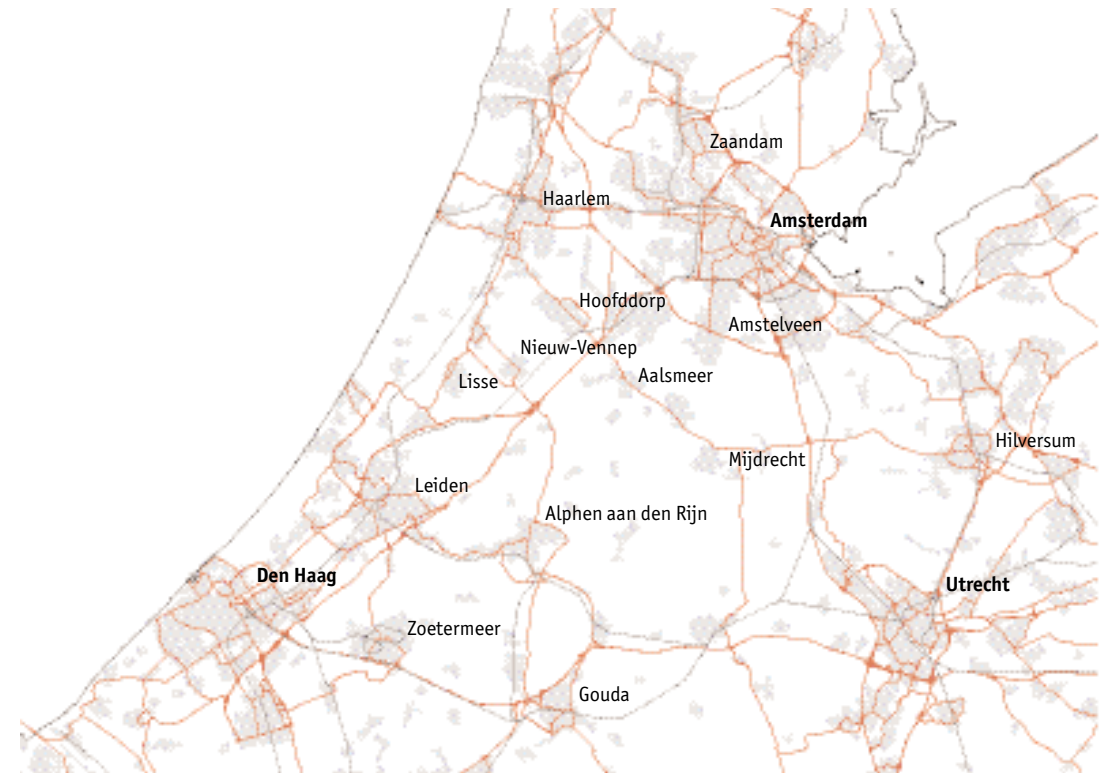 Zaandam
Haarlem
Amsterdam
Hoofddorp
Amstelveen
Nieuw-Vennep
Aalsmeer
Lisse
Hilversum
Mijdrecht
Leiden
Alphen aan den Rijn
Den Haag
Utrecht
Zoetermeer
Gouda